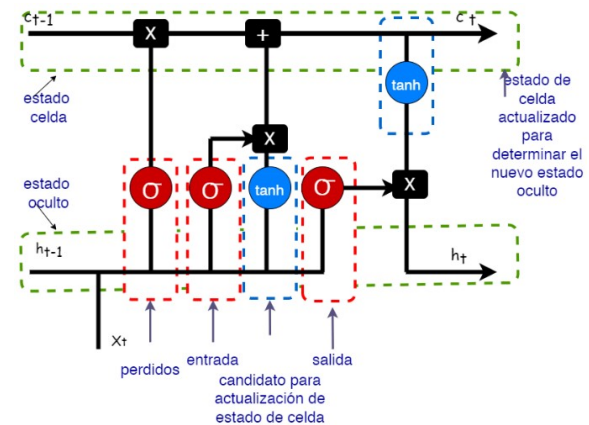 ct-1
ct
X
+
tanh
estado
celda
estado de
celda
actualizado
para
determinar el
nuevo estado
oculto
X
estado
oculto
σ
σ
tanh
σ
X
ht-1
ht
Xt
perdidos
entrada
salida
candidato para
actualización de
estado de celda